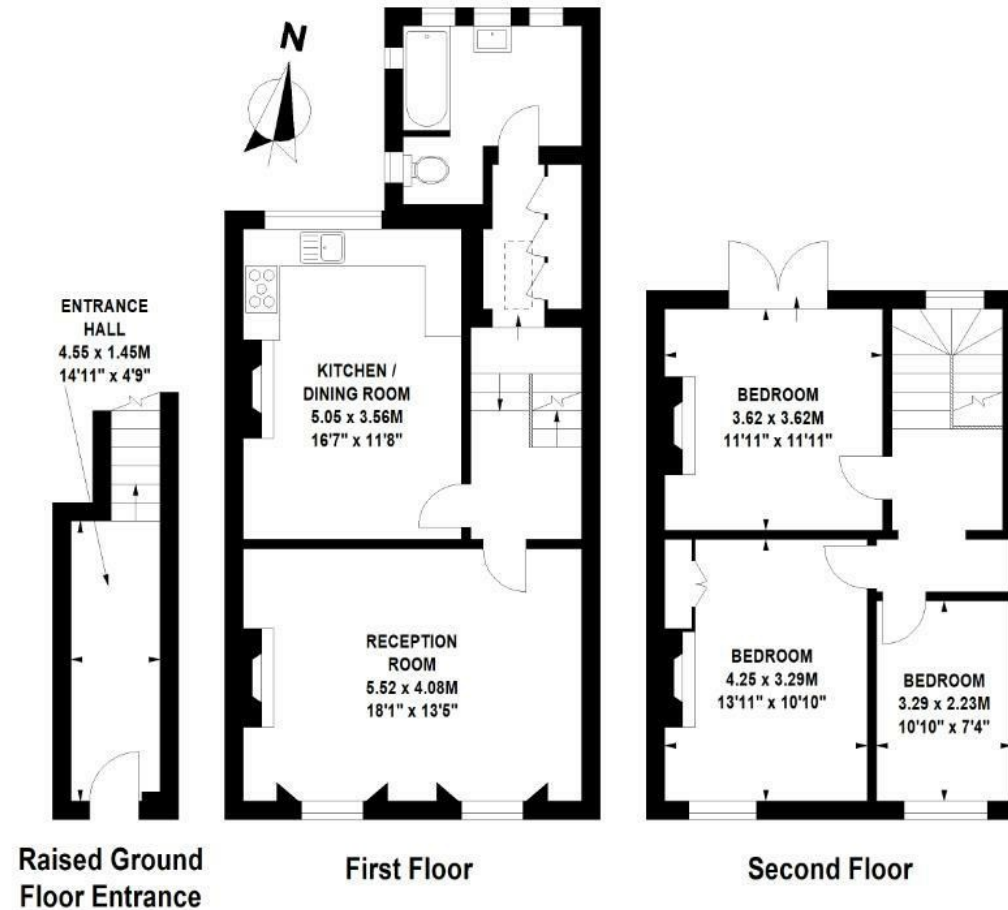 N
ENTRANCE
HALL
4.55 x 1.45M
14'11" x 4'9"
KITCHEN /
DINING ROOM
5.05 x 3.56M
16'7" x 11'8"
RECEPTION
ROOM
5.52 x 4.08M
18'1" x 13'5"
BEDROOM
3.62 x 3.62M
11'11" x 11'11"
BEDROOM
4.25 x 3.29M
13'11" x 10'10"
BEDROOM
3.29 x 2.23M
10'10" x 7'4"
Raised Ground
Floor Entrance
First Floor
Second Floor